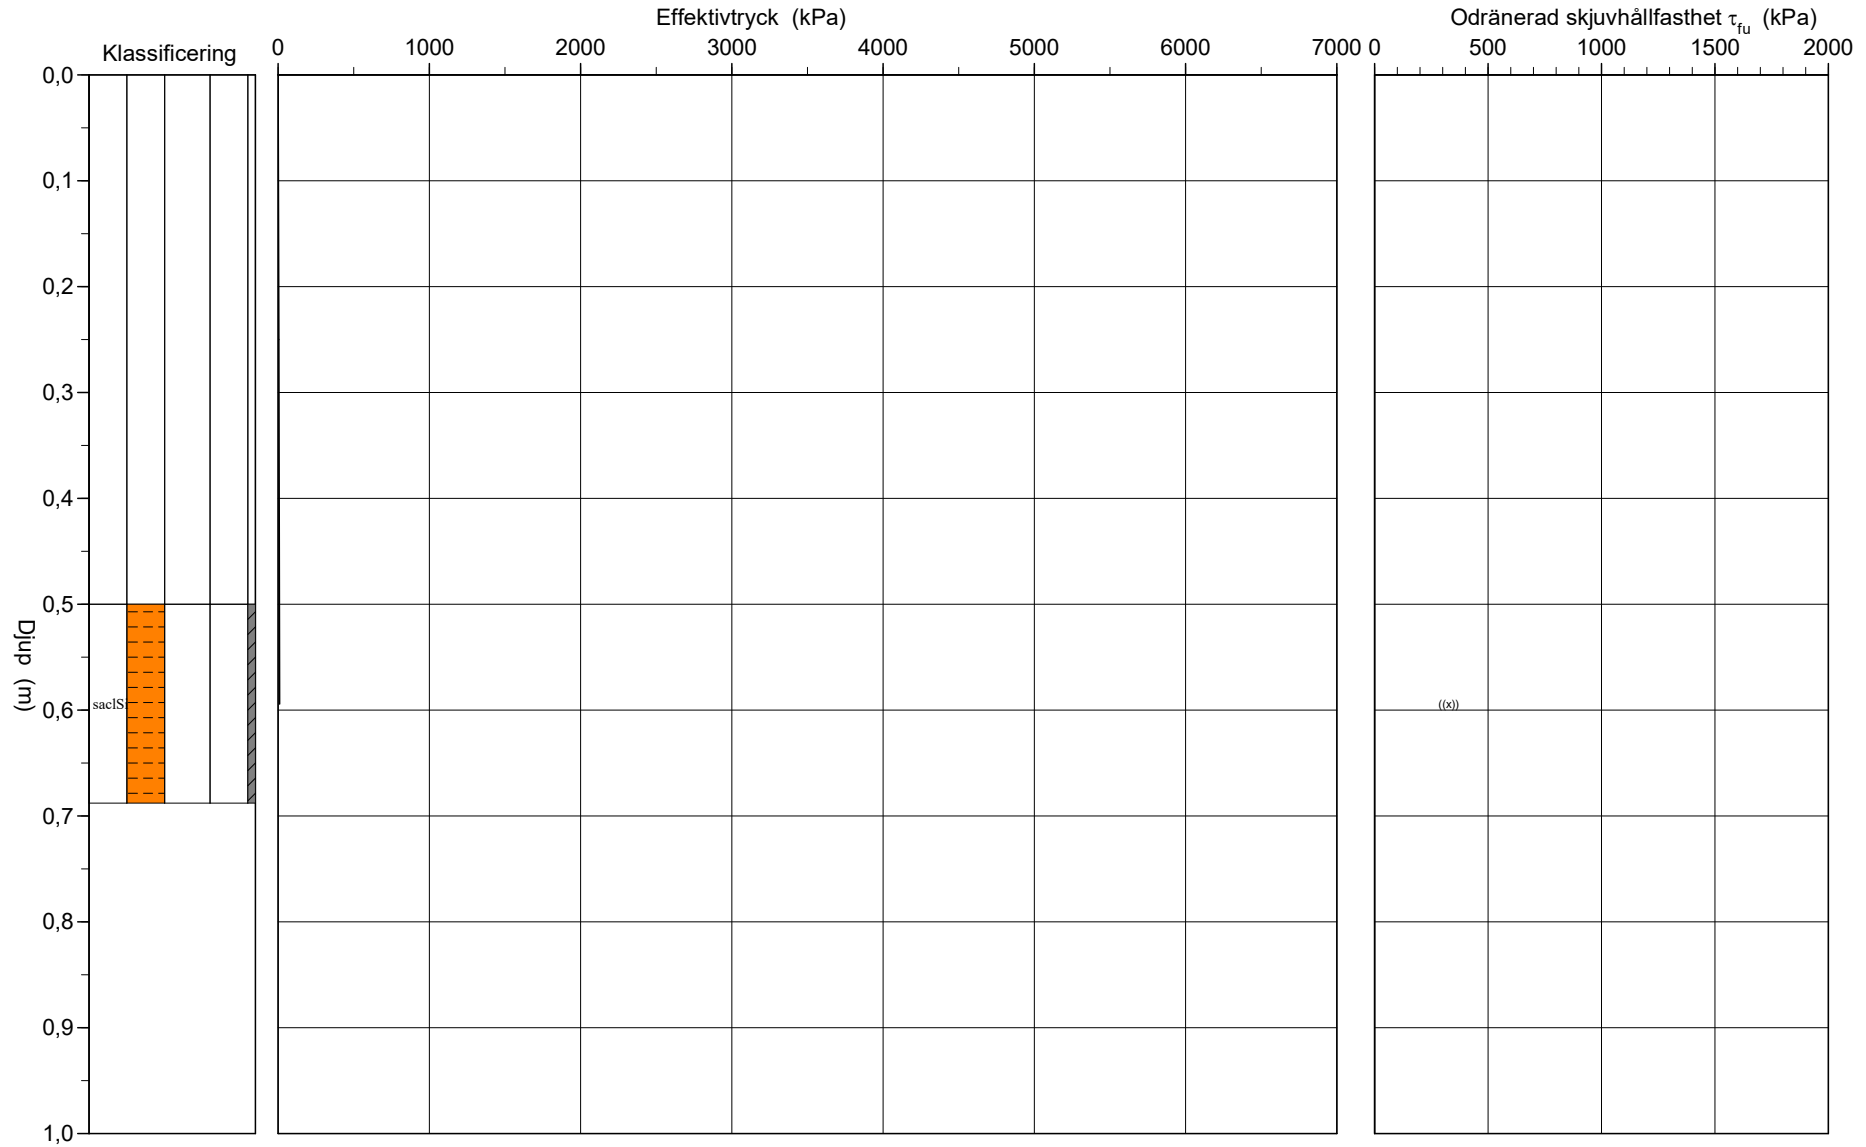 Effektivtryck (kPa)
Odränerad skjuvhållfasthet τfu (kPa)
Klassificering
0 1000 2000 3000 4000 5000 6000 7000
0 500 1000 1500 2000
0,0
0,1
0,2
0,3
0,4
0,5
0,6
0,7
0,8
0,9
1,0
Djup (m)
saclSi
((x))